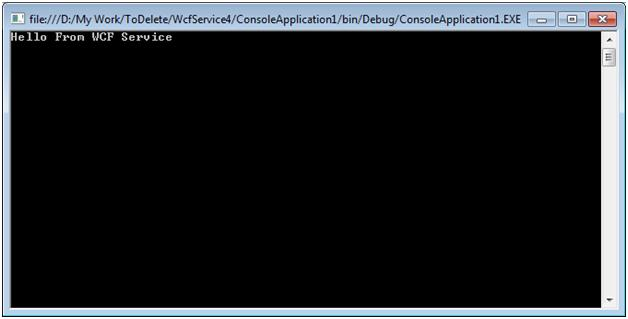 file:///D:/My Work/ToDelete/WcfService4/ConsoleApplication1/bin/Debug/ConsoleApplication1.EXE
Hello From WCF Service